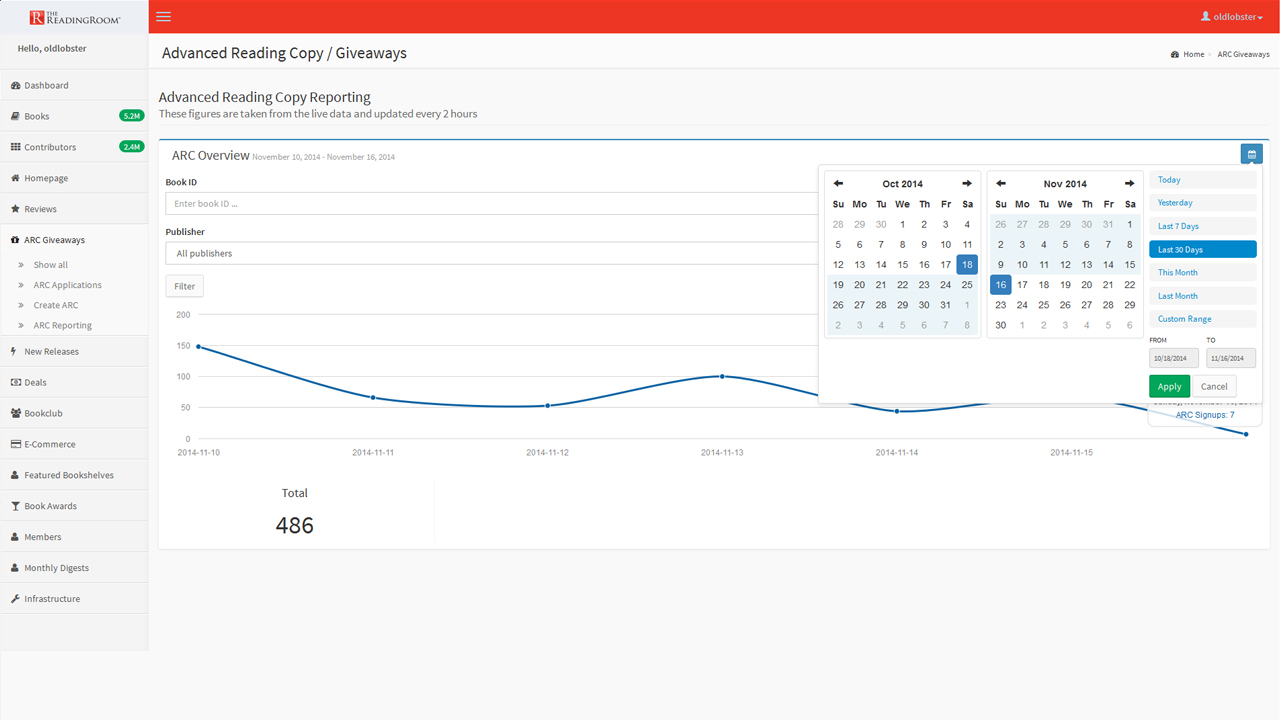 THE
R READINGROOM®
oldlobster
Hello, oldlobster
Advanced Reading Copy / Giveaways
Home
ARC Giveaways
Dashboard
Books 5.2M
Contributors 2.4M
Homepage
Reviews
ARC Giveaways
» Show all
» ARC Applications
» Create ARC
» ARC Reporting
New Releases
Deals
Bookclub
E-Commerce
Featured Bookshelves
Book Awards
Members
Monthly Digests
Infrastructure
Advanced Reading Copy Reporting
These figures are taken from the live data and updated every 2 hours
ARC Overview November 10, 2014 - November 16, 2014
Book ID
Enter book ID ...
Publisher
All publishers
Filter
Oct 2014
Su Mo Tu We Th Fr Sa
28 29 30 1 2 3 4
5 6 7 8 9 10 11
12 13 14 15 16 17 18
19 20 21 22 23 24 25
26 27 28 29 30 31 1
2 3 4 5 6 7 8
Nov 2014
Su Mo Tu We Th Fr Sa
26 27 28 29 30 31 1
2 3 4 5 6 7 8
9 10 11 12 13 14 15
16 17 18 19 20 21 22
23 24 25 26 27 28 29
30 1 2 3 4 5 6
Today
Yesterday
Last 7 Days
Last 30 Days
This Month
Last Month
Custom Range
FROM TO
10/18/2014 11/16/2014
Apply Cancel
ARC Signups: 7
200
150
100
50
0
2014-11-10 2014-11-11 2014-11-12 2014-11-13 2014-11-14 2014-11-15
Total
486